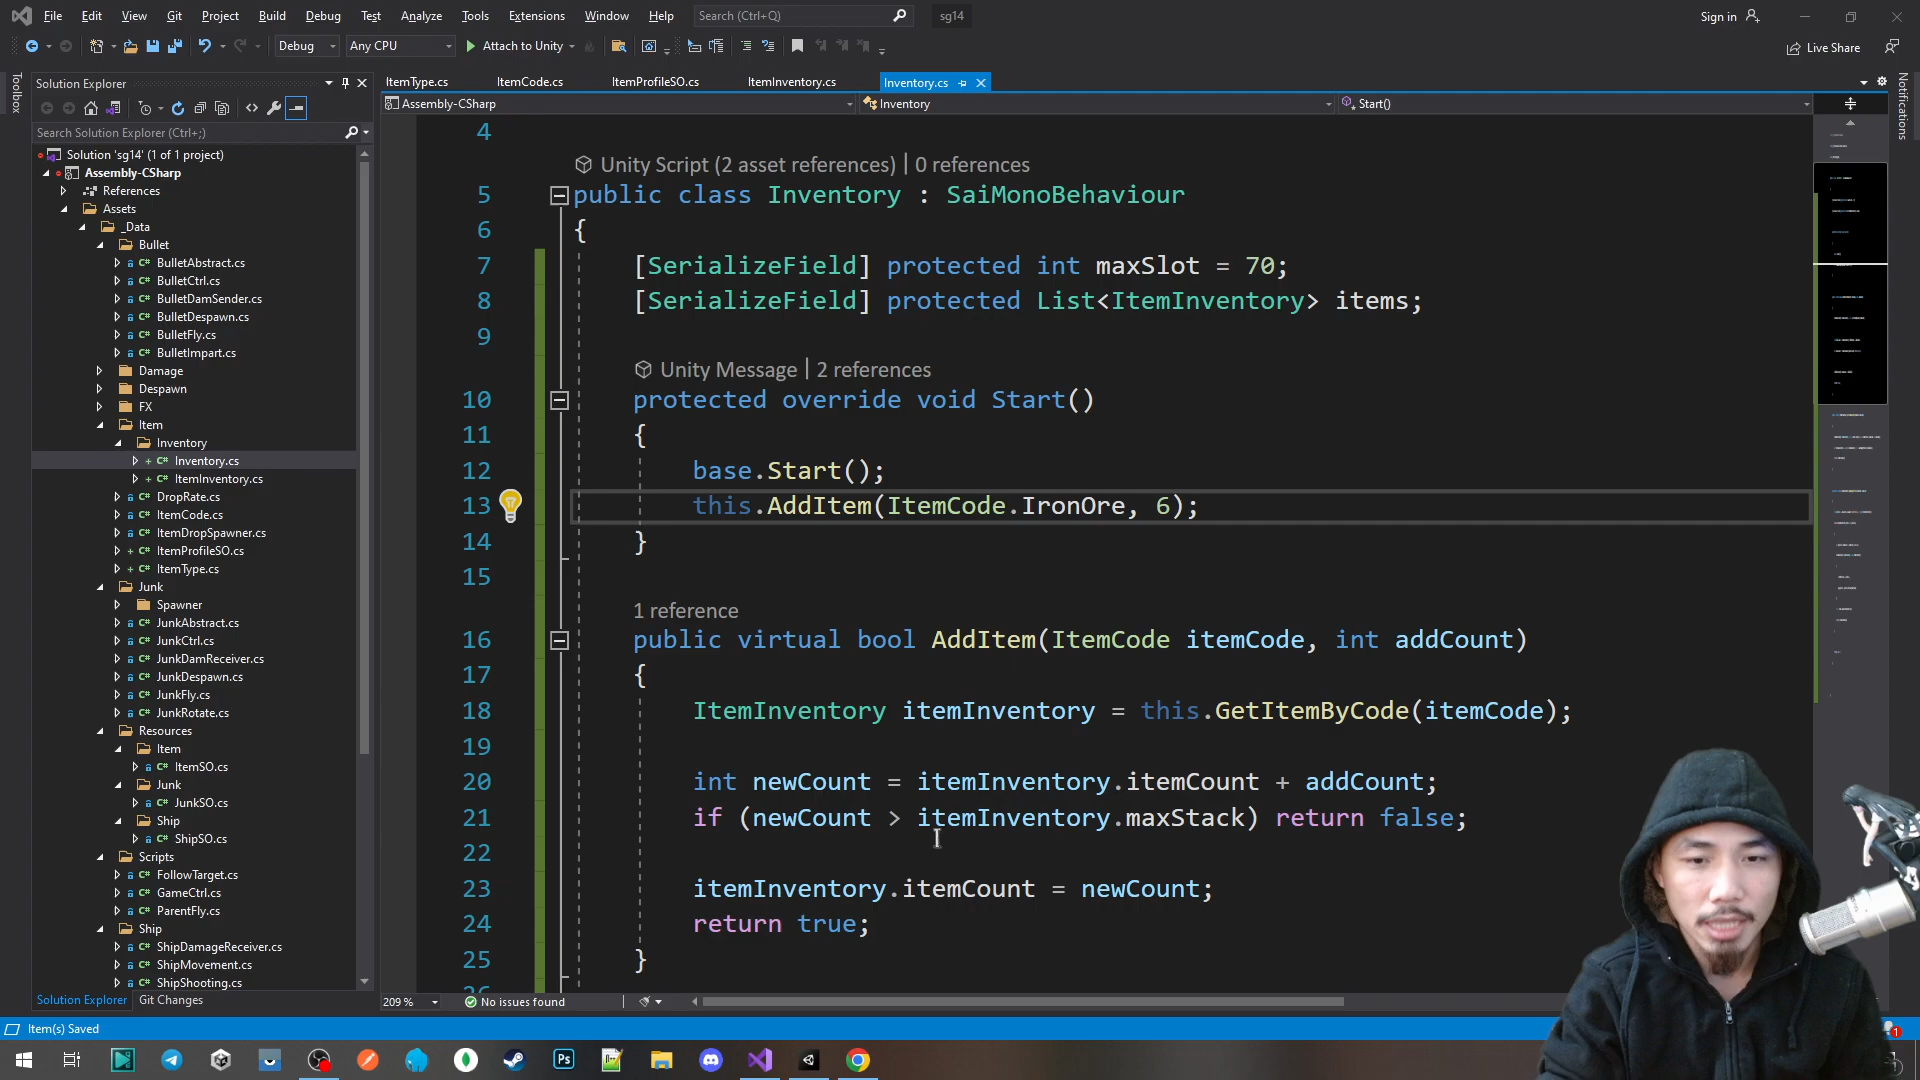 File Edit View Git Project Build Debug Test Analyze Tools Extensions Window Help Search (Ctrl+Q) sg14 Sign in
Debug Any CPU Attach to Unity Live Share
Toolbox
Solution Explorer
Search Solution Explorer (Ctrl+;)
Solution 'sg14' (1 of 1 project)
Assembly-CSharp
References
Assets
_Data
Bullet
BulletAbstract.cs
BulletCtrl.cs
BulletDamSender.cs
BulletDespawn.cs
BulletFly.cs
BulletImpart.cs
Damage
Despawn
FX
Item
Inventory
Inventory.cs
ItemInventory.cs
DropRate.cs
ItemCode.cs
ItemDropSpawner.cs
ItemProfileSO.cs
ItemType.cs
Junk
Spawner
JunkAbstract.cs
JunkCtrl.cs
JunkDamReceiver.cs
JunkDespawn.cs
JunkFly.cs
JunkRotate.cs
Resources
Item
ItemSO.cs
Junk
JunkSO.cs
Ship
ShipSO.cs
Scripts
FollowTarget.cs
GameCtrl.cs
ParentFly.cs
Ship
ShipDamageReceiver.cs
ShipMovement.cs
ShipShooting.cs
Solution Explorer Git Changes
ItemType.cs ItemCode.cs ItemProfileSO.cs ItemInventory.cs Inventory.cs
Assembly-CSharp Inventory Start()
4
Unity Script (2 asset references) | 0 references
5 public class Inventory : SaiMonoBehaviour
6 {
7 [SerializeField] protected int maxSlot = 70;
8 [SerializeField] protected List<ItemInventory> items;
9
Unity Message | 2 references
10 protected override void Start()
11 {
12 base.Start();
13 this.AddItem(ItemCode.IronOre, 6);
14 }
15
1 reference
16 public virtual bool AddItem(ItemCode itemCode, int addCount)
17 {
18 ItemInventory itemInventory = this.GetItemByCode(itemCode);
19
20 int newCount = itemInventory.itemCount + addCount;
21 if (newCount > itemInventory.maxStack) return false;
22
23 itemInventory.itemCount = newCount;
24 return true;
25 }
26
209 % No issues found
Notifications
Item(s) Saved
1
Ps